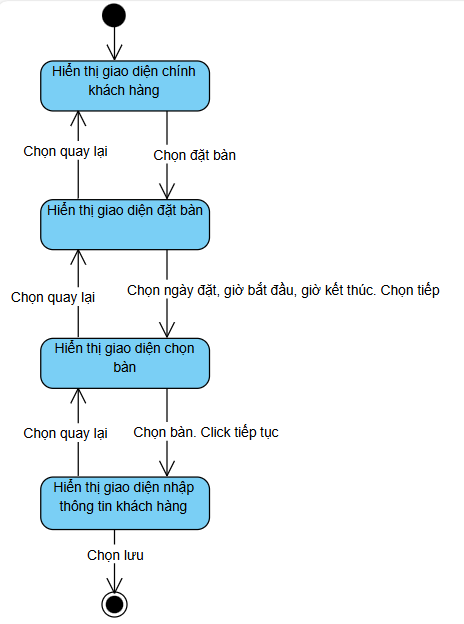 Hiển thị giao diện chính
khách hàng
Chọn quay lại
Chọn đặt bàn
Hiển thị giao diện đặt bàn
Chọn ngày đặt, giờ bắt đầu, giờ kết thúc. Chọn tiếp
Chọn quay lại
Hiển thị giao diện chọn
bàn
Chọn quay lại
Chọn bàn. Click tiếp tục
Hiển thị giao diện nhập
thông tin khách hàng
Chọn lưu